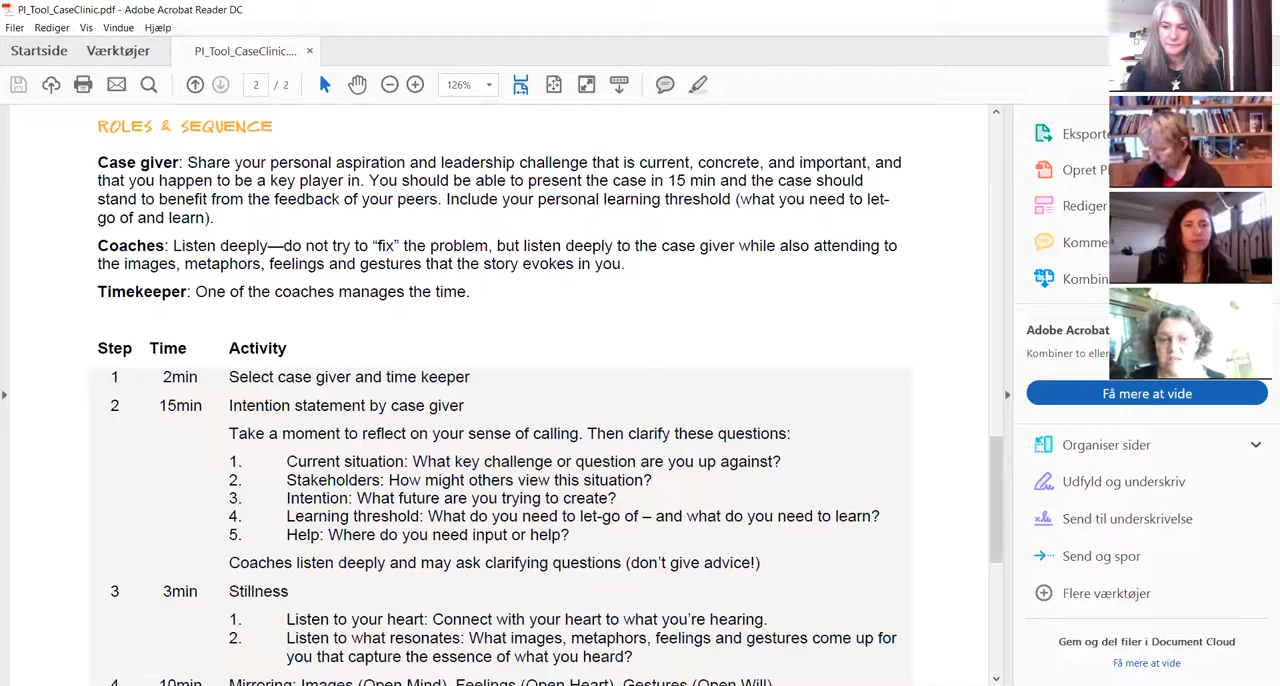 PI_Tool_CaseClinic.pdf - Adobe Acrobat Reader DC
Filer Rediger Vis Vindue Hjælp
Startside Værktøjer PI_Tool_CaseClinic.... ×
2 / 2 126%
ROLES & SEQUENCE
Case giver: Share your personal aspiration and leadership challenge that is current, concrete, and important, and
that you happen to be a key player in. You should be able to present the case in 15 min and the case should
stand to benefit from the feedback of your peers. Include your personal learning threshold (what you need to let-
go of and learn).
Coaches: Listen deeply—do not try to “fix” the problem, but listen deeply to the case giver while also attending to
the images, metaphors, feelings and gestures that the story evokes in you.
Timekeeper: One of the coaches manages the time.
Step Time Activity
1 2min Select case giver and time keeper
2 15min Intention statement by case giver
Take a moment to reflect on your sense of calling. Then clarify these questions:
1. Current situation: What key challenge or question are you up against?
2. Stakeholders: How might others view this situation?
3. Intention: What future are you trying to create?
4. Learning threshold: What do you need to let-go of – and what do you need to learn?
5. Help: Where do you need input or help?
Coaches listen deeply and may ask clarifying questions (don’t give advice!)
3 3min Stillness
1. Listen to your heart: Connect with your heart to what you’re hearing.
2. Listen to what resonates: What images, metaphors, feelings and gestures come up for
you that capture the essence of what you heard?
4 10min Mirroring: Images (Open Mind), Feelings (Open Heart), Gestures (Open Will)
Eksporte
Opret P
Rediger
Komme
Kombin
Adobe Acrobat
Kombiner to eller
Få mere at vide
Organiser sider
Udfyld og underskriv
Send til underskrivelse
Send og spor
Flere værktøjer
Gem og del filer i Document Cloud
Få mere at vide